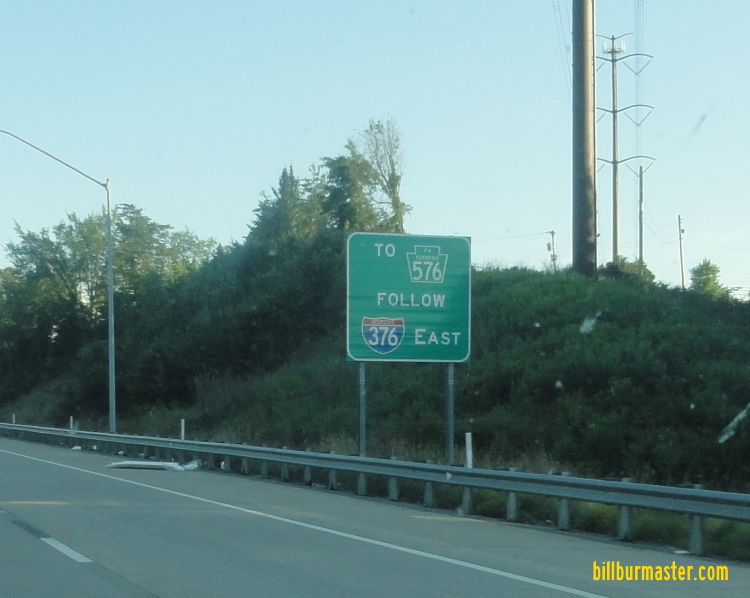 TO
PA
TURNPIKE
576
FOLLOW
INTERSTATE
376 EAST
billburmaster.com